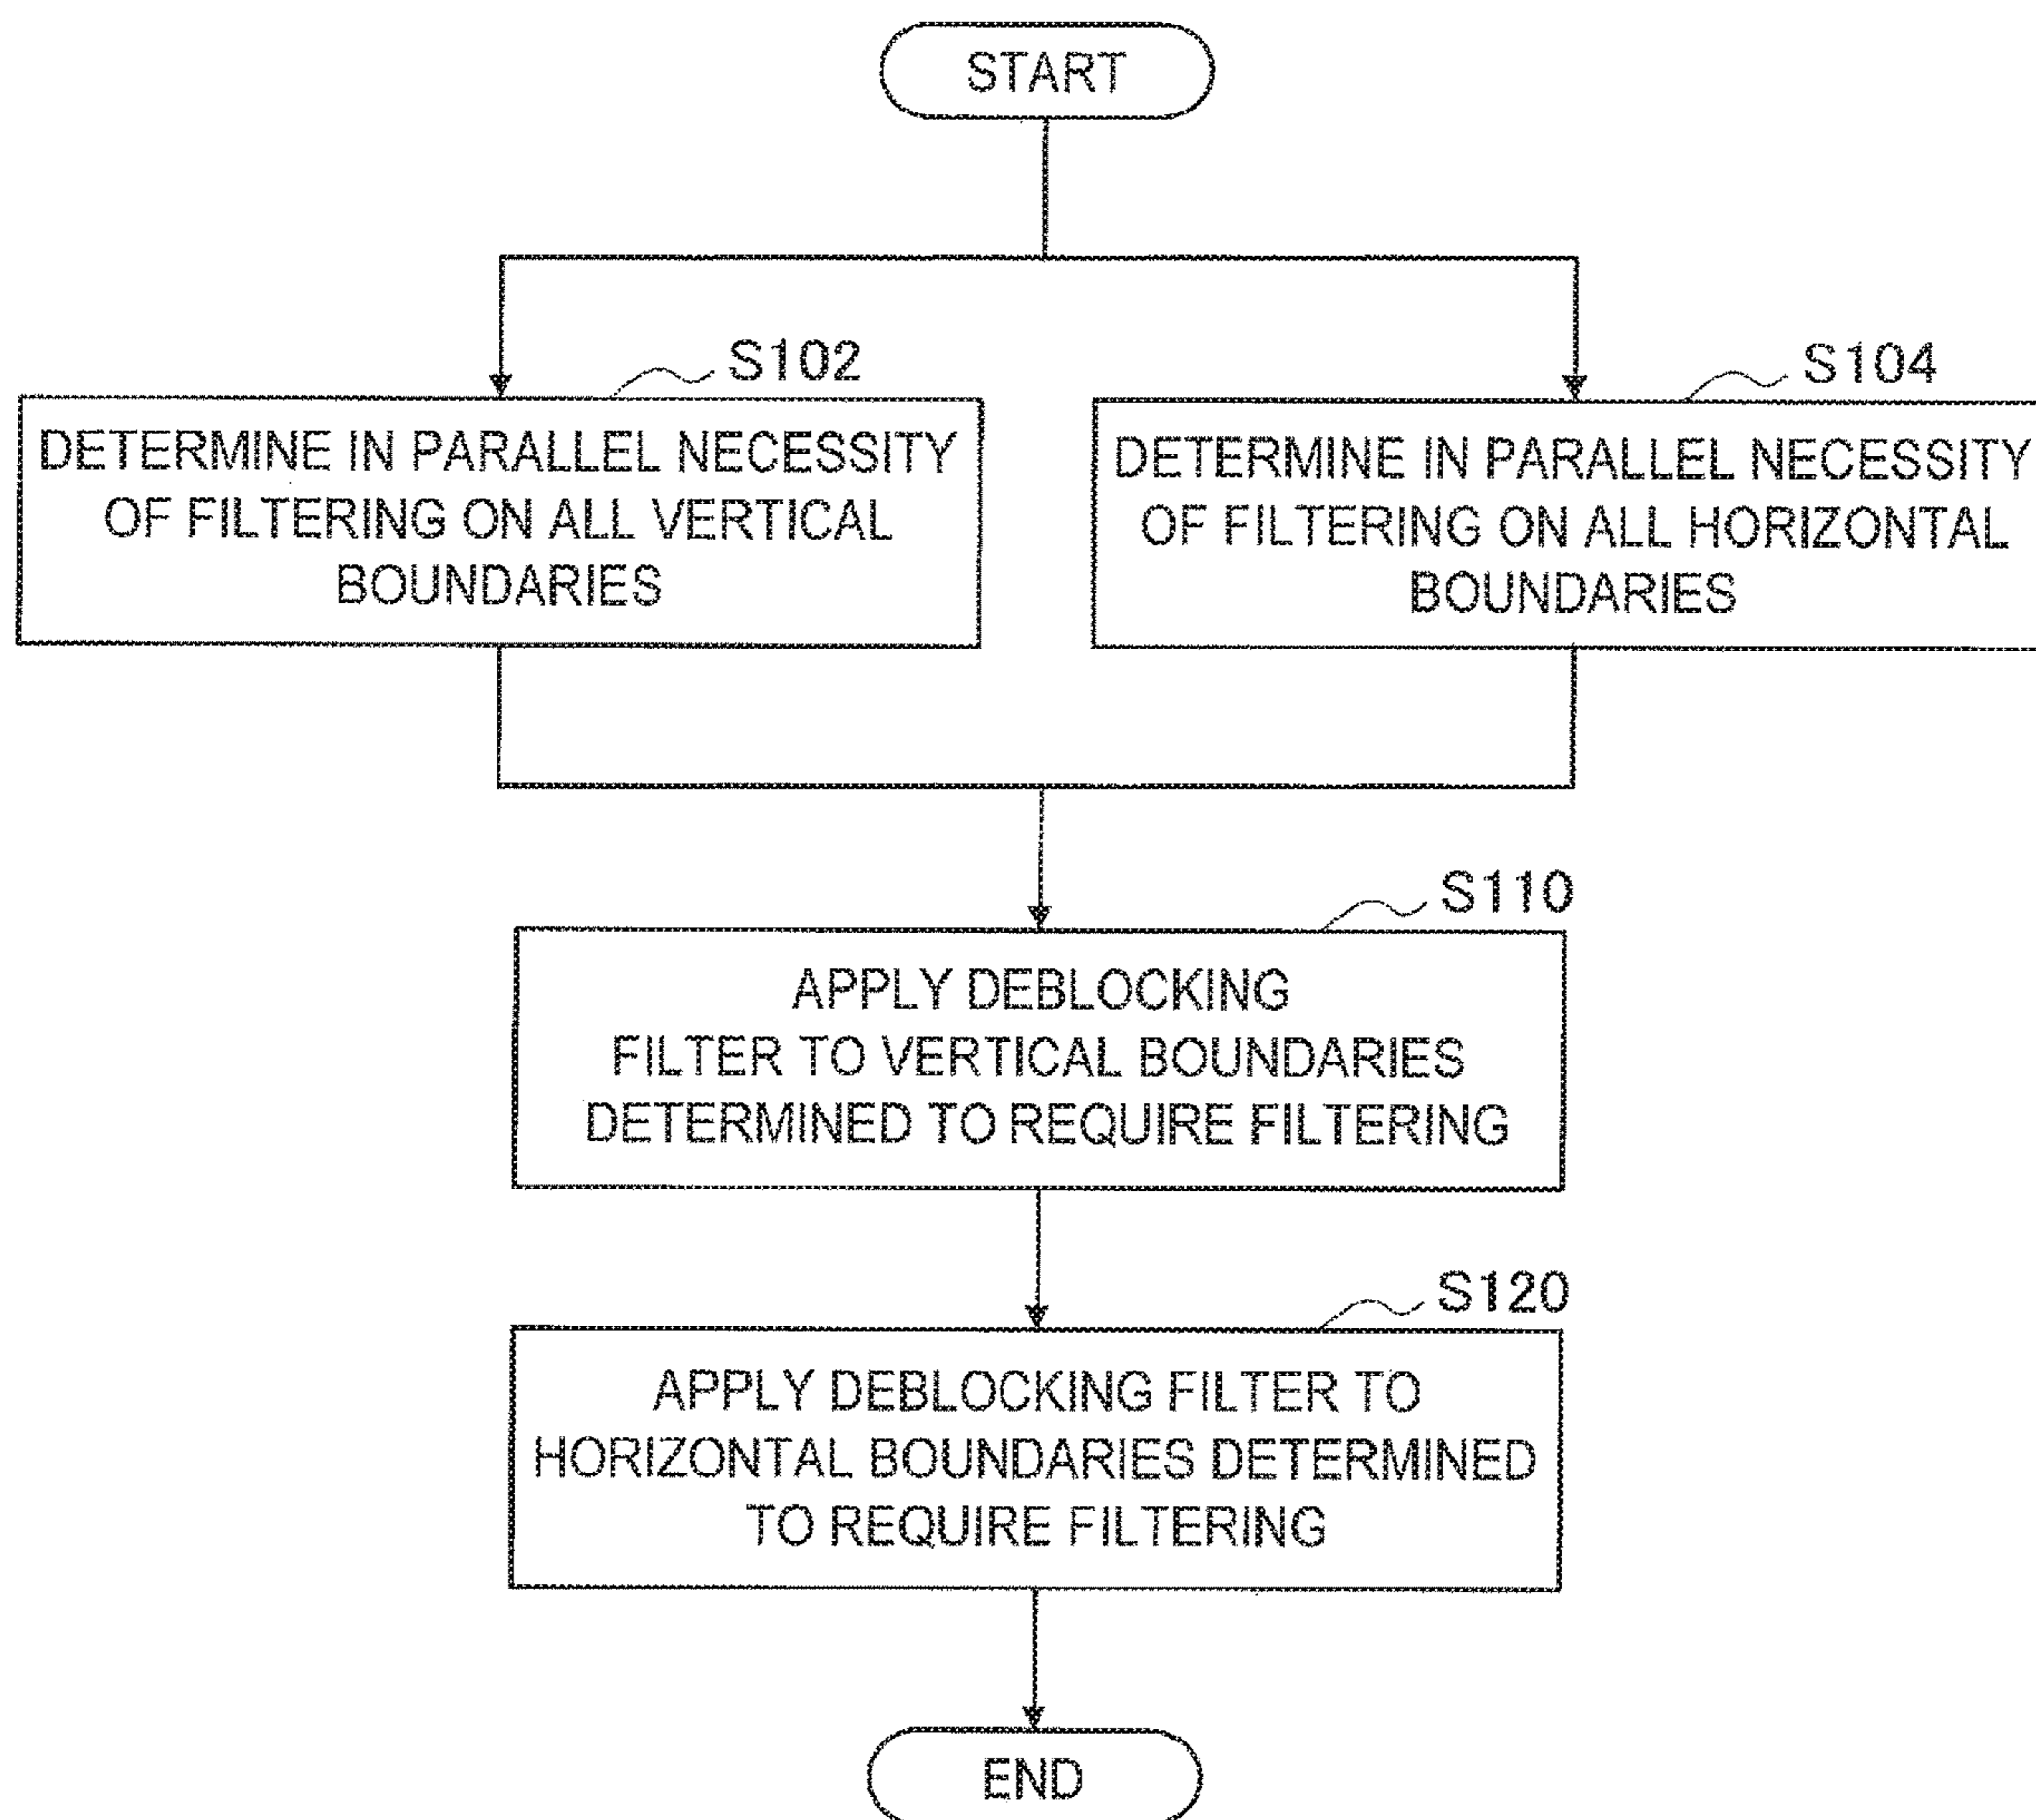 START
S102
DETERMINE IN PARALLEL NECESSITY
OF FILTERING ON ALL VERTICAL
BOUNDARIES
S104
DETERMINE IN PARALLEL NECESSITY
OF FILTERING ON ALL HORIZONTAL
BOUNDARIES
S110
APPLY DEBLOCKING
FILTER TO VERTICAL BOUNDARIES
DETERMINED TO REQUIRE FILTERING
S120
APPLY DEBLOCKING FILTER TO
HORIZONTAL BOUNDARIES DETERMINED
TO REQUIRE FILTERING
END